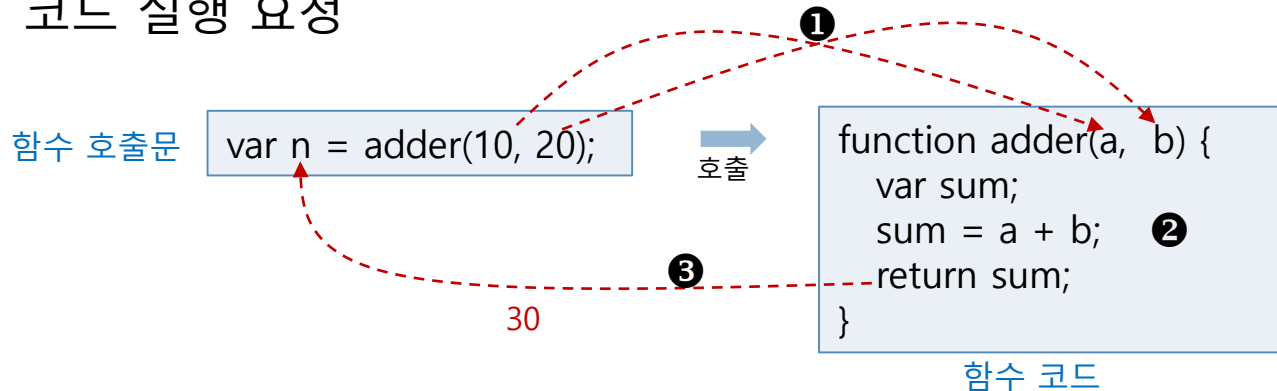 코드 실행 요청
❶
함수 호출문
var n = adder(10, 20);
호출
function adder(a, b) {
var sum;
sum = a + b; ❷
return sum;
}
❸
30
함수 코드